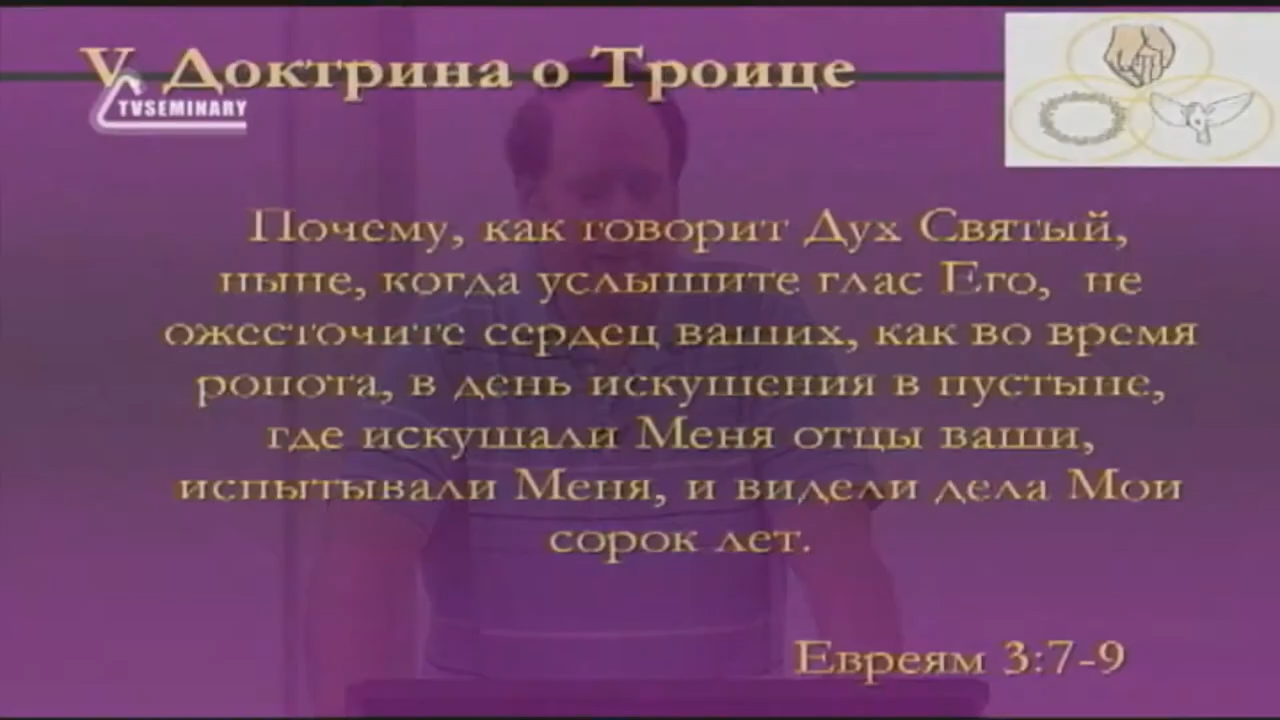 V. Доктрина о Троице
TVSEMINARY
Почему, как говорит Дух Святый,
ныне, когда услышите глас Его, не
ожесточите сердец ваших, как во время
ропота, в день искушения в пустыне,
где искушали Меня отцы ваши,
испытывали Меня, и видели дела Мои
сорок лет.
Евреям 3:7-9